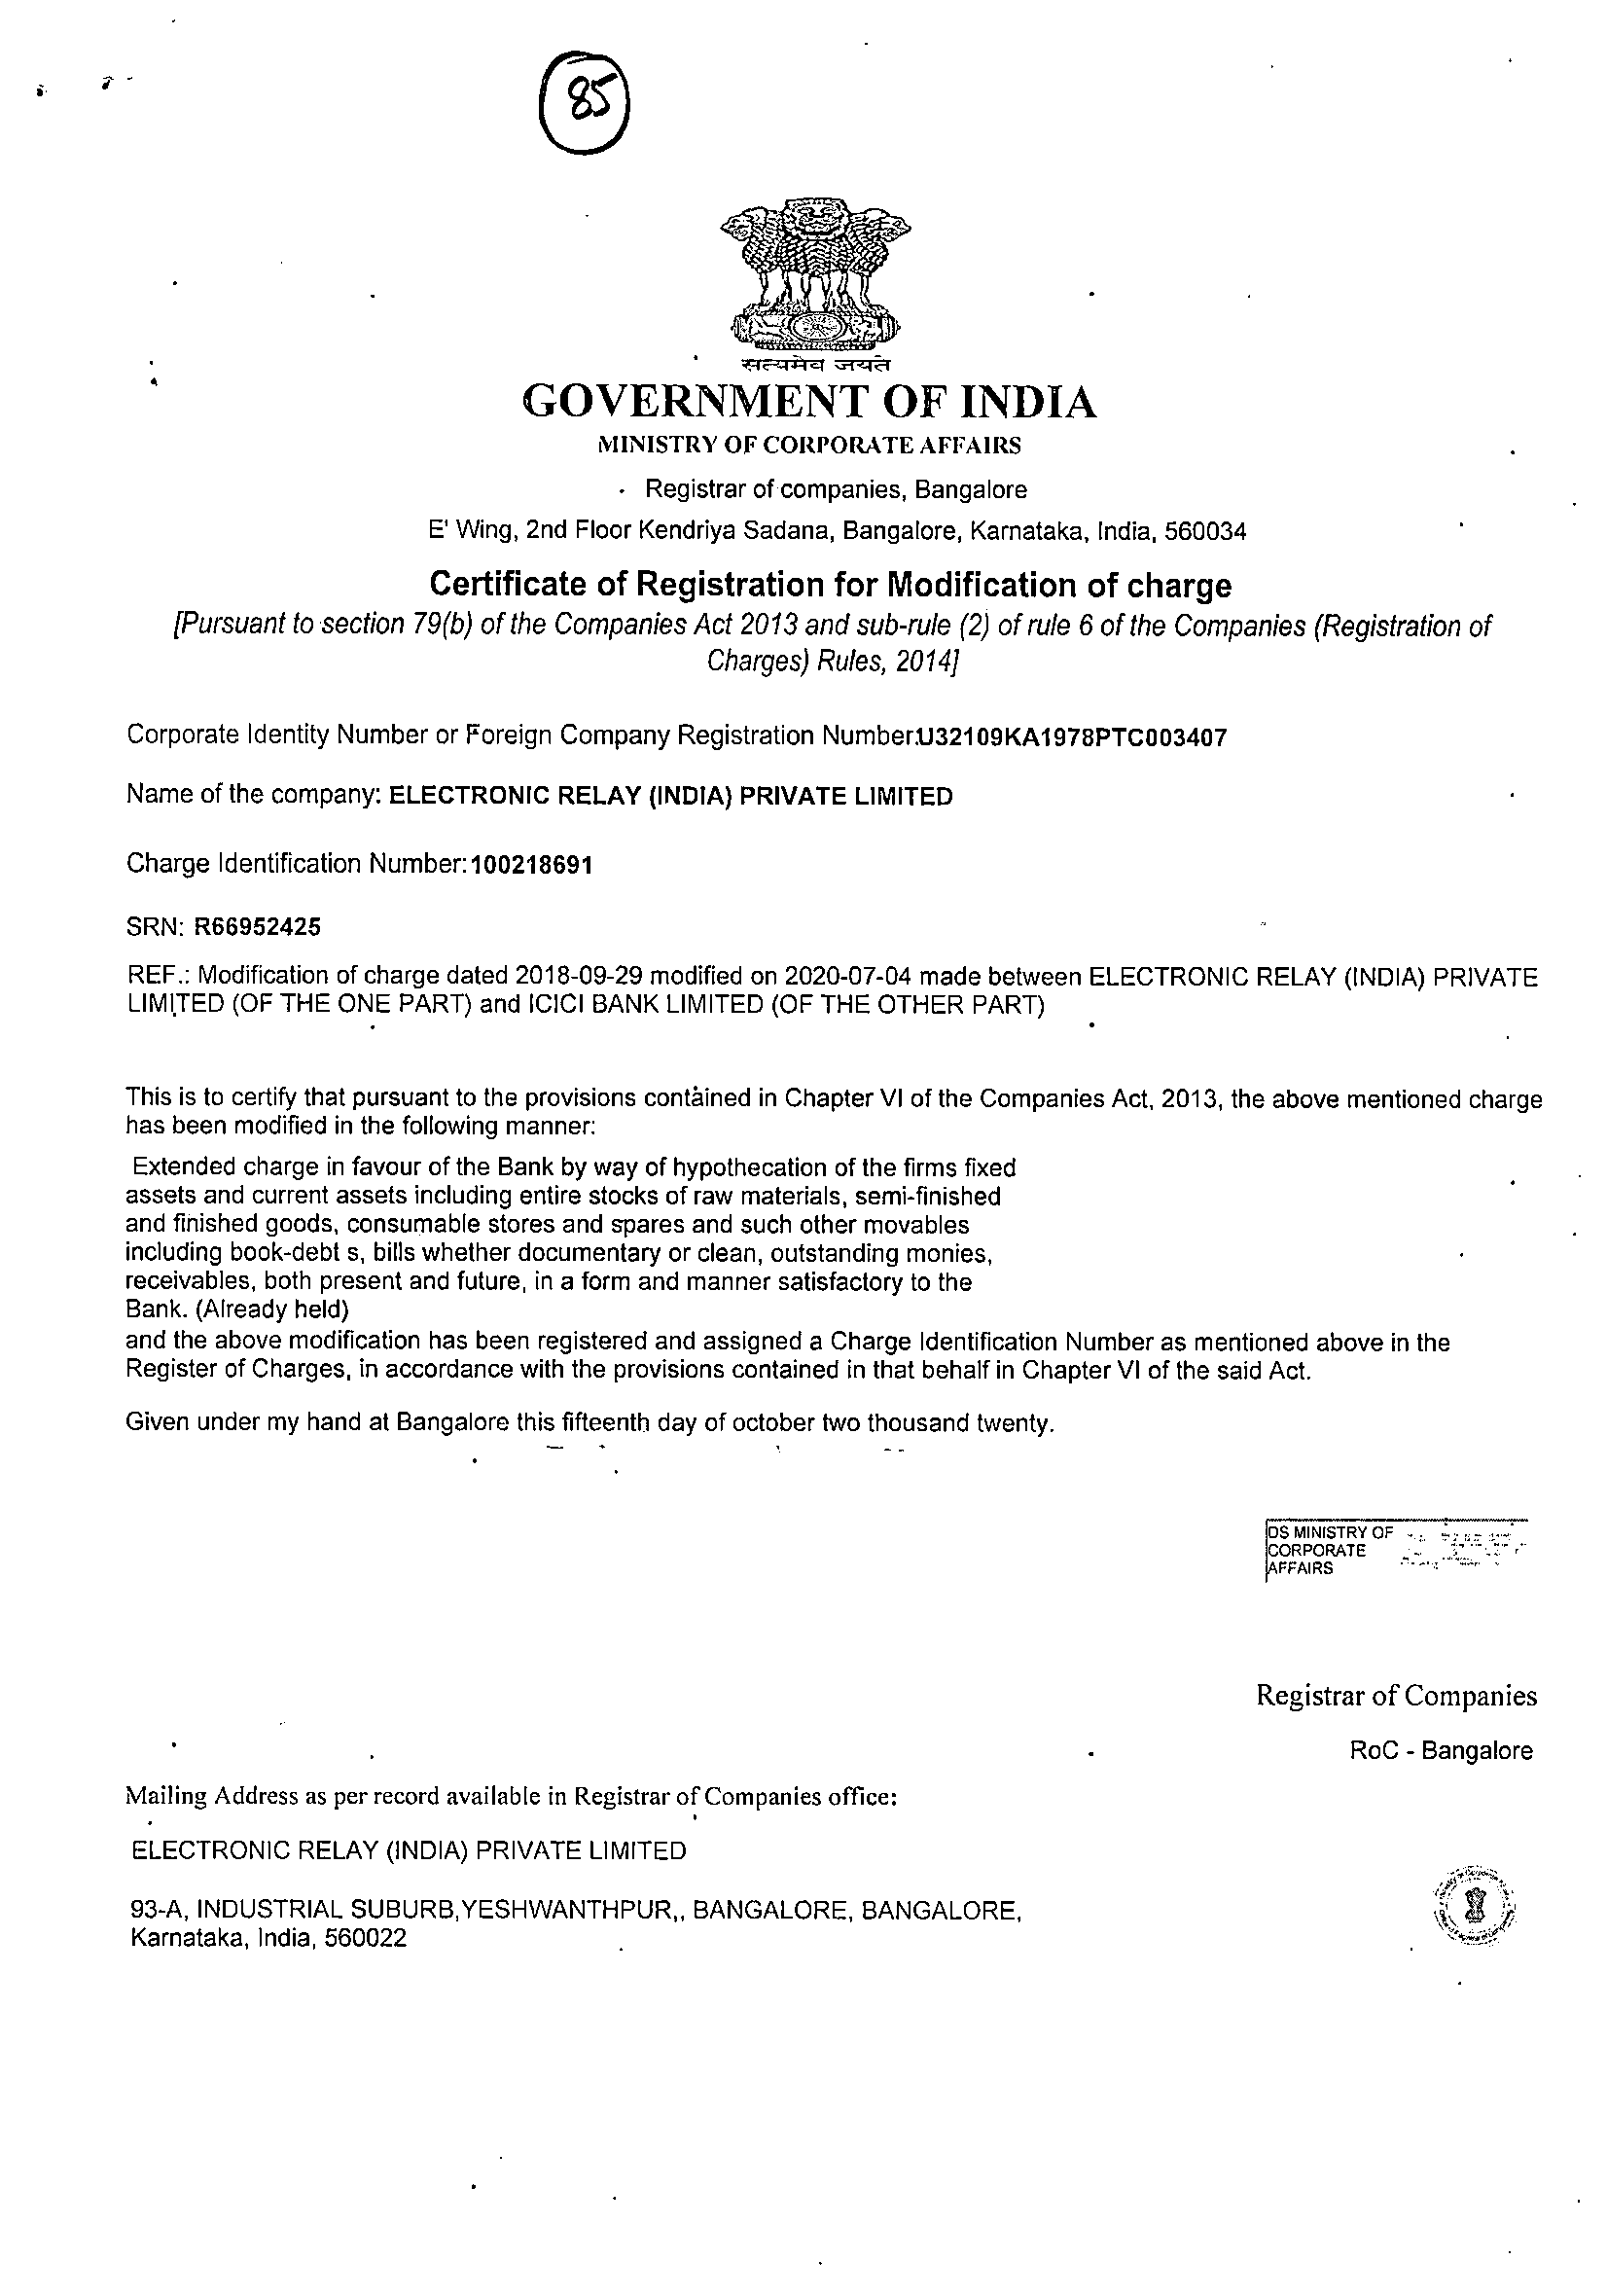 85
सत्यमेव जयते
GOVERNMENT OF INDIA
MINISTRY OF CORPORATE AFFAIRS
Registrar of companies, Bangalore
E' Wing, 2nd Floor Kendriya Sadana, Bangalore, Karnataka, India, 560034
Certificate of Registration for Modification of charge
[Pursuant to section 79(b) of the Companies Act 2013 and sub-rule (2) of rule 6 of the Companies (Registration of
Charges) Rules, 2014]
Corporate Identity Number or Foreign Company Registration Number:U32109KA1978PTC003407
Name of the company: ELECTRONIC RELAY (INDIA) PRIVATE LIMITED
Charge Identification Number:100218691
SRN: R66952425
REF.: Modification of charge dated 2018-09-29 modified on 2020-07-04 made between ELECTRONIC RELAY (INDIA) PRIVATE
LIMITED (OF THE ONE PART) and ICICI BANK LIMITED (OF THE OTHER PART)
This is to certify that pursuant to the provisions contained in Chapter VI of the Companies Act, 2013, the above mentioned charge
has been modified in the following manner:
Extended charge in favour of the Bank by way of hypothecation of the firms fixed
assets and current assets including entire stocks of raw materials, semi-finished
and finished goods, consumable stores and spares and such other movables
including book-debt s, bills whether documentary or clean, outstanding monies,
receivables, both present and future, in a form and manner satisfactory to the
Bank. (Already held)
and the above modification has been registered and assigned a Charge Identification Number as mentioned above in the
Register of Charges, in accordance with the provisions contained in that behalf in Chapter VI of the said Act.
Given under my hand at Bangalore this fifteenth day of october two thousand twenty.
DS MINISTRY OF
CORPORATE
AFFAIRS
Registrar of Companies
RoC - Bangalore
Mailing Address as per record available in Registrar of Companies office:
ELECTRONIC RELAY (INDIA) PRIVATE LIMITED
93-A, INDUSTRIAL SUBURB,YESHWANTHPUR,, BANGALORE, BANGALORE,
Karnataka, India, 560022